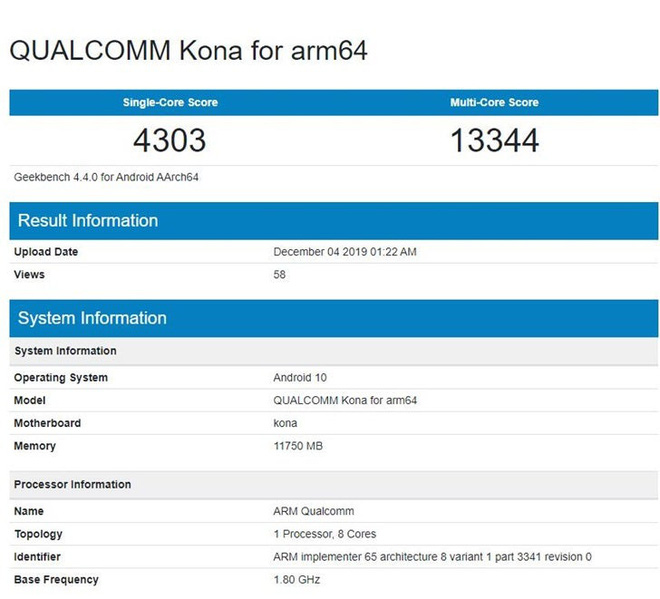 QUALCOMM Kona for arm64
Single-Core Score Multi-Core Score
4303 13344
Geekbench 4.4.0 for Android AArch64
Result Information
Upload Date December 04 2019 01:22 AM
Views 58
System Information
System Information
Operating System Android 10
Model QUALCOMM Kona for arm64
Motherboard kona
Memory 11750 MB
Processor Information
Name ARM Qualcomm
Topology 1 Processor, 8 Cores
Identifier ARM implementer 65 architecture 8 variant 1 part 3341 revision 0
Base Frequency 1.80 GHz